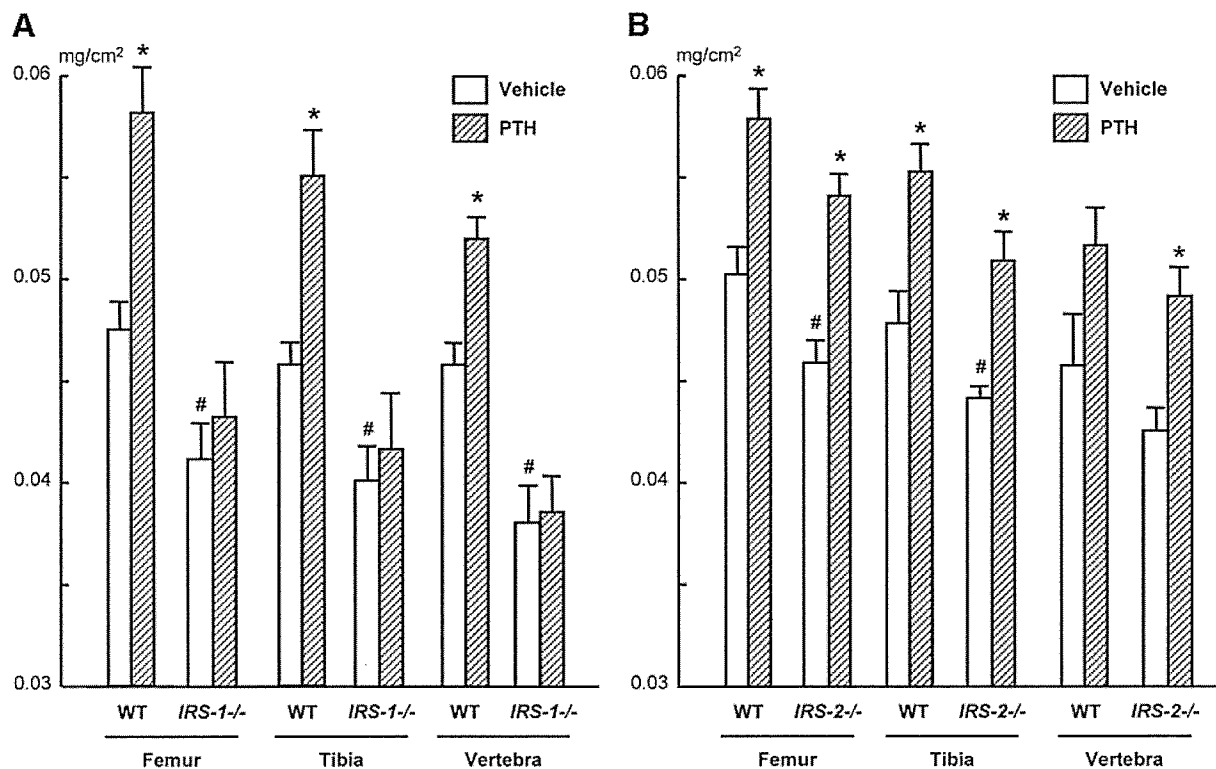 A
B
mg/cm²
mg/cm²
0.06
0.05
0.04
0.03
0.06
0.05
0.04
0.03
Vehicle
PTH
Vehicle
PTH
* * *
# # #
* * * * *
# #
WT IRS-1-/- WT IRS-1-/- WT IRS-1-/-
Femur Tibia Vertebra
WT IRS-2-/- WT IRS-2-/- WT IRS-2-/-
Femur Tibia Vertebra